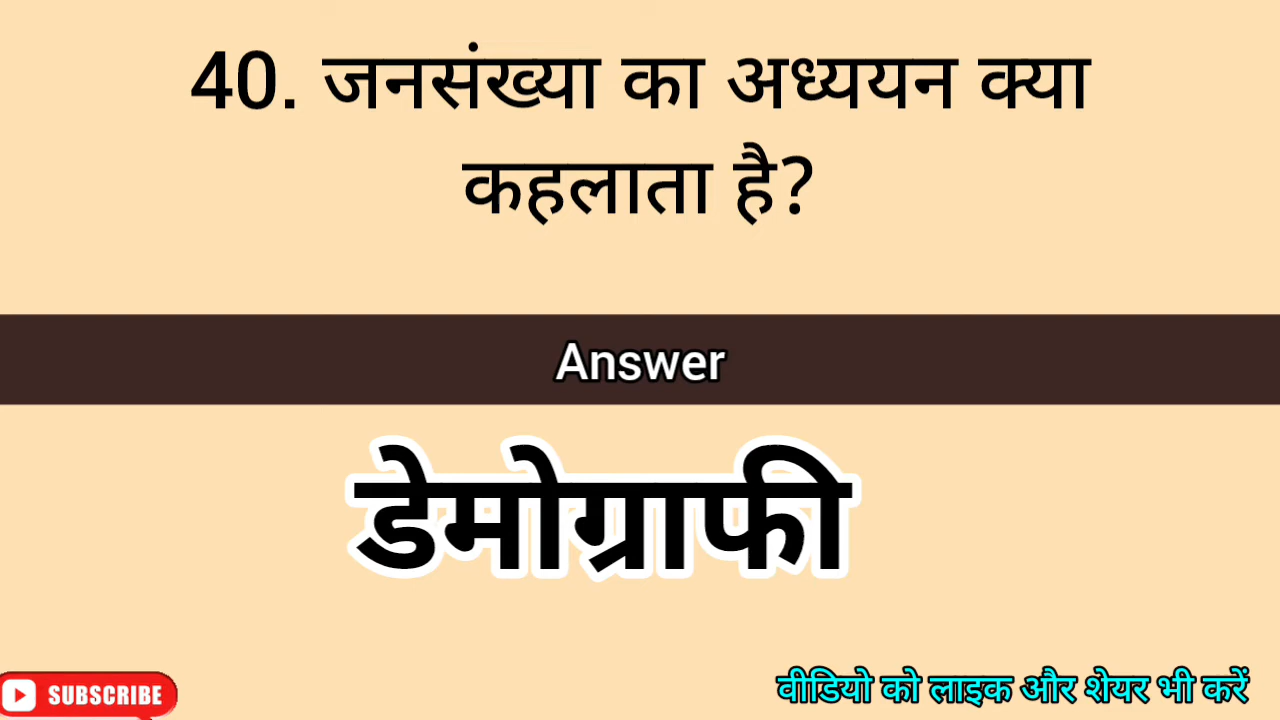 40. जनसंख्या का अध्ययन क्या
कहलाता है?
Answer
डेमोग्राफी
SUBSCRIBE
वीडियो को लाइक और शेयर भी करें